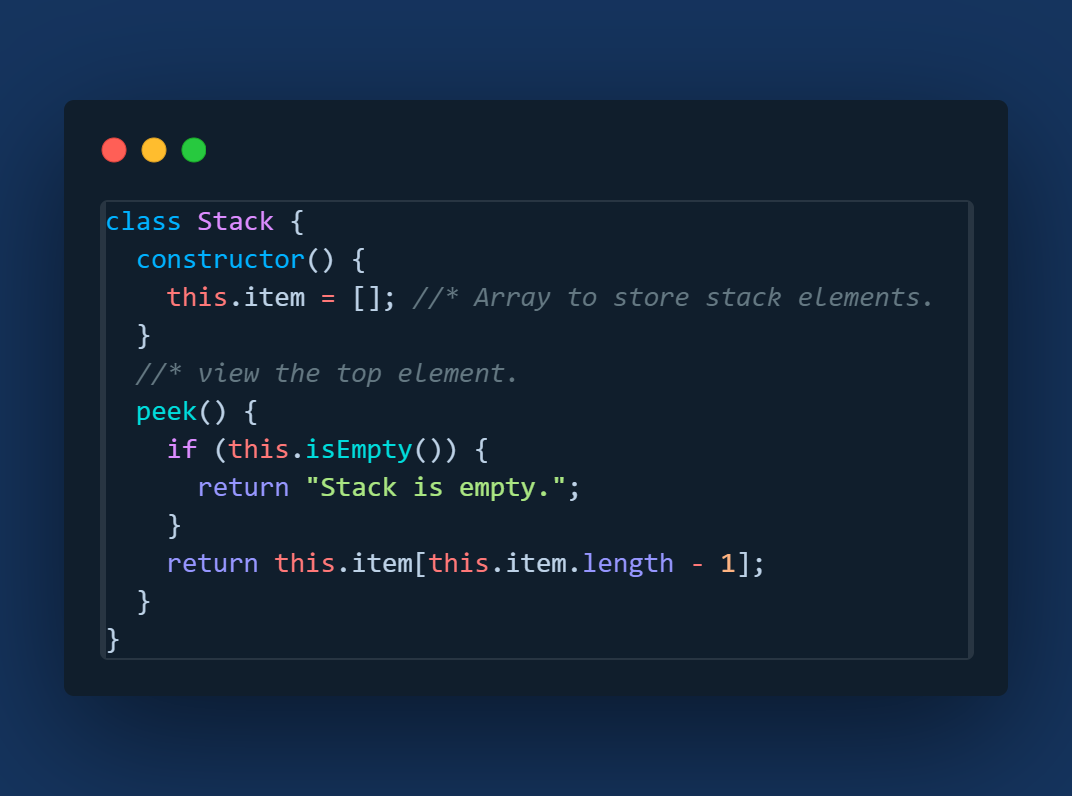 class Stack {
  constructor() {
    this.item = []; //* Array to store stack elements.
  }
  //* view the top element.
  peek() {
    if (this.isEmpty()) {
      return "Stack is empty.";
    }
    return this.item[this.item.length - 1];
  }
}